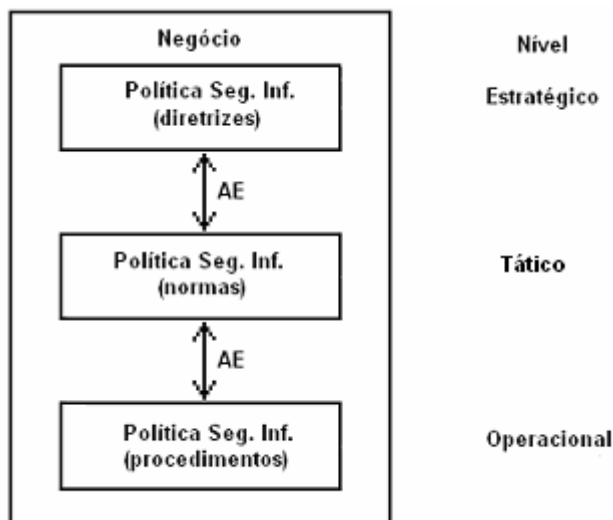 Negócio
Nível
Política Seg. Inf.
(diretrizes)
Estratégico
AE
Política Seg. Inf.
(normas)
Tático
AE
Política Seg. Inf.
(procedimentos)
Operacional